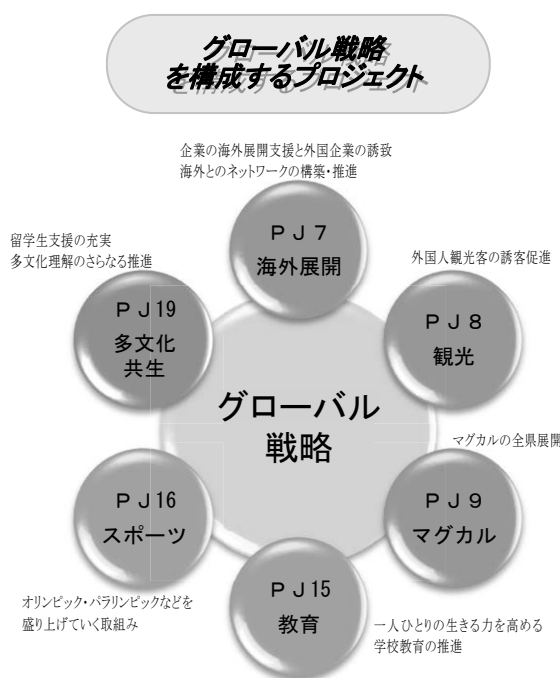 グローバル戦略
を構成するプロジェクト
企業の海外展開支援と外国企業の誘致
海外とのネットワークの構築・推進
ＰＪ７
海外展開
留学生支援の充実
多文化理解のさらなる推進
ＰＪ19
多文化
共生
外国人観光客の誘客促進
ＰＪ８
観光
グローバル
戦略
マグカルの全県展開
ＰＪ９
マグカル
ＰＪ16
スポーツ
オリンピック・パラリンピックなどを
盛り上げていく取組み
ＰＪ15
教育
一人ひとりの生きる力を高める
学校教育の推進